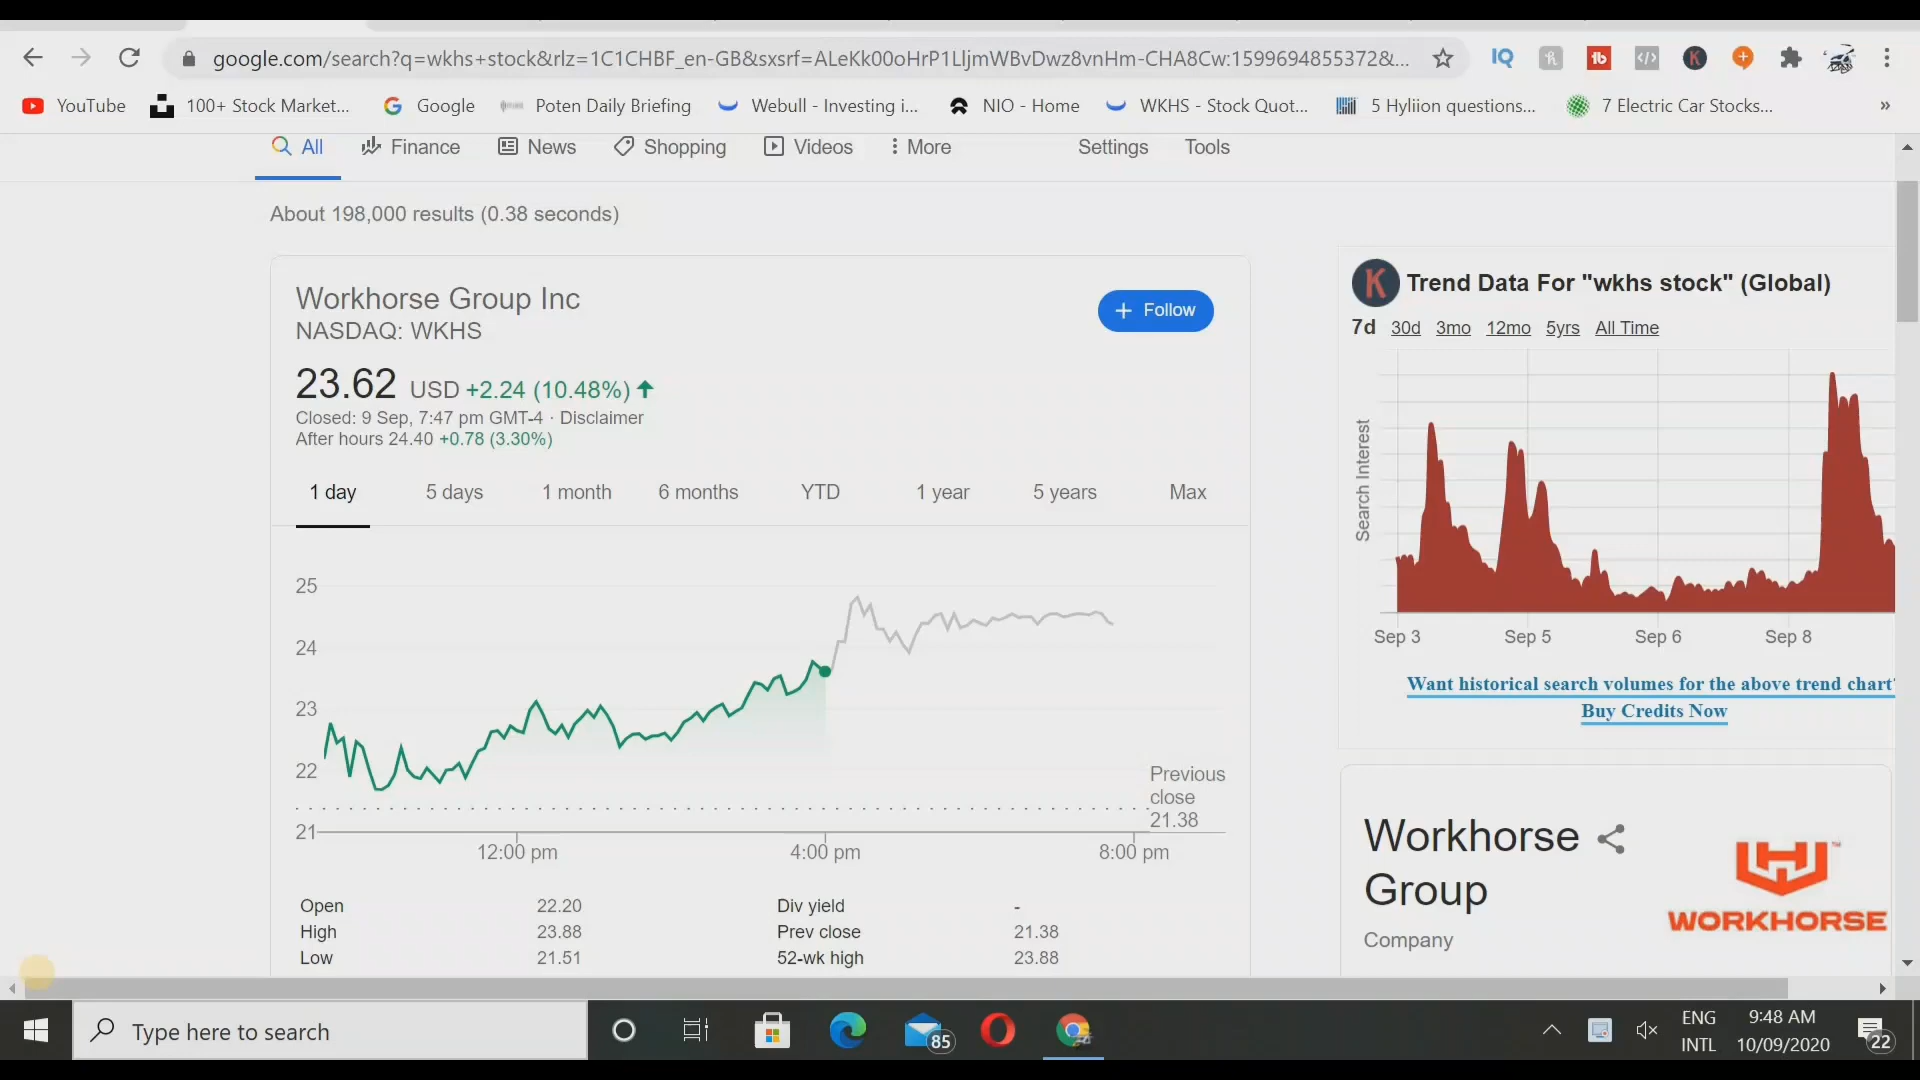 google.com/search?q=wkhs+stock&rlz=1C1CHBF_en-GB&sxsrf=ALeKk00oHrP1LljmWBvDwz8vnHm-CHA8Cw:1599694855372&...
YouTube 100+ Stock Market... Google Poten Daily Briefing Webull - Investing i... NIO - Home WKHS - Stock Quot... 5 Hyliion questions... 7 Electric Car Stocks... »
All Finance News Shopping Videos More Settings Tools
About 198,000 results (0.38 seconds)
Workhorse Group Inc
NASDAQ: WKHS
+ Follow
23.62 USD +2.24 (10.48%)
Closed: 9 Sep, 7:47 pm GMT-4 · Disclaimer
After hours 24.40 +0.78 (3.30%)
1 day 5 days 1 month 6 months YTD 1 year 5 years Max
25
24
23
22
21
Previous
close
21.38
12:00 pm 4:00 pm 8:00 pm
Open 22.20 Div yield -
High 23.88 Prev close 21.38
Low 21.51 52-wk high 23.88
K Trend Data For "wkhs stock" (Global)
7d 30d 3mo 12mo 5yrs All Time
Search Interest
Sep 3 Sep 5 Sep 6 Sep 8
Want historical search volumes for the above trend chart?
Buy Credits Now
Workhorse
Group
Company
WORKHORSE
Type here to search
85
ENG
INTL
9:48 AM
10/09/2020
22